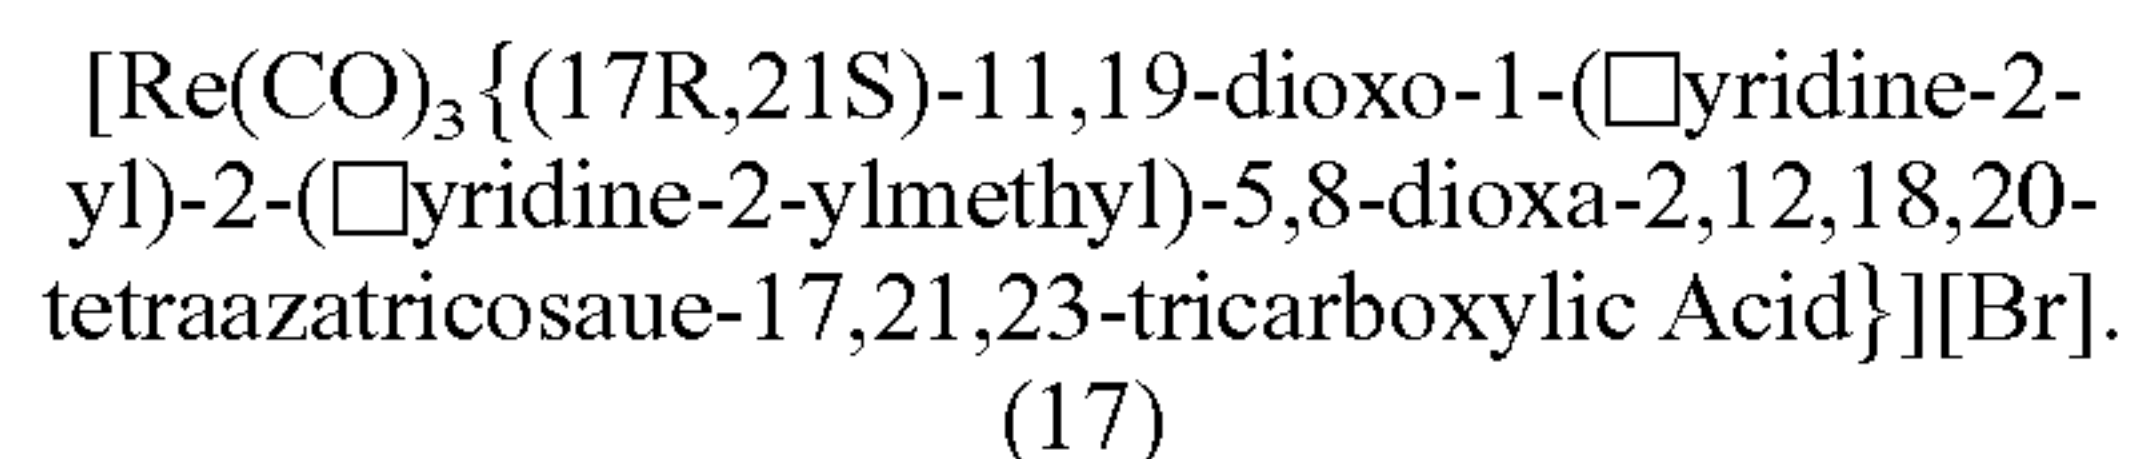 [Re(CO)₃{(17R,21S)-11,19-dioxo-1-(□yridine-2-
yl)-2-(□yridine-2-ylmethyl)-5,8-dioxa-2,12,18,20-
tetraazatricosaue-17,21,23-tricarboxylic Acid}][Br].
(17)